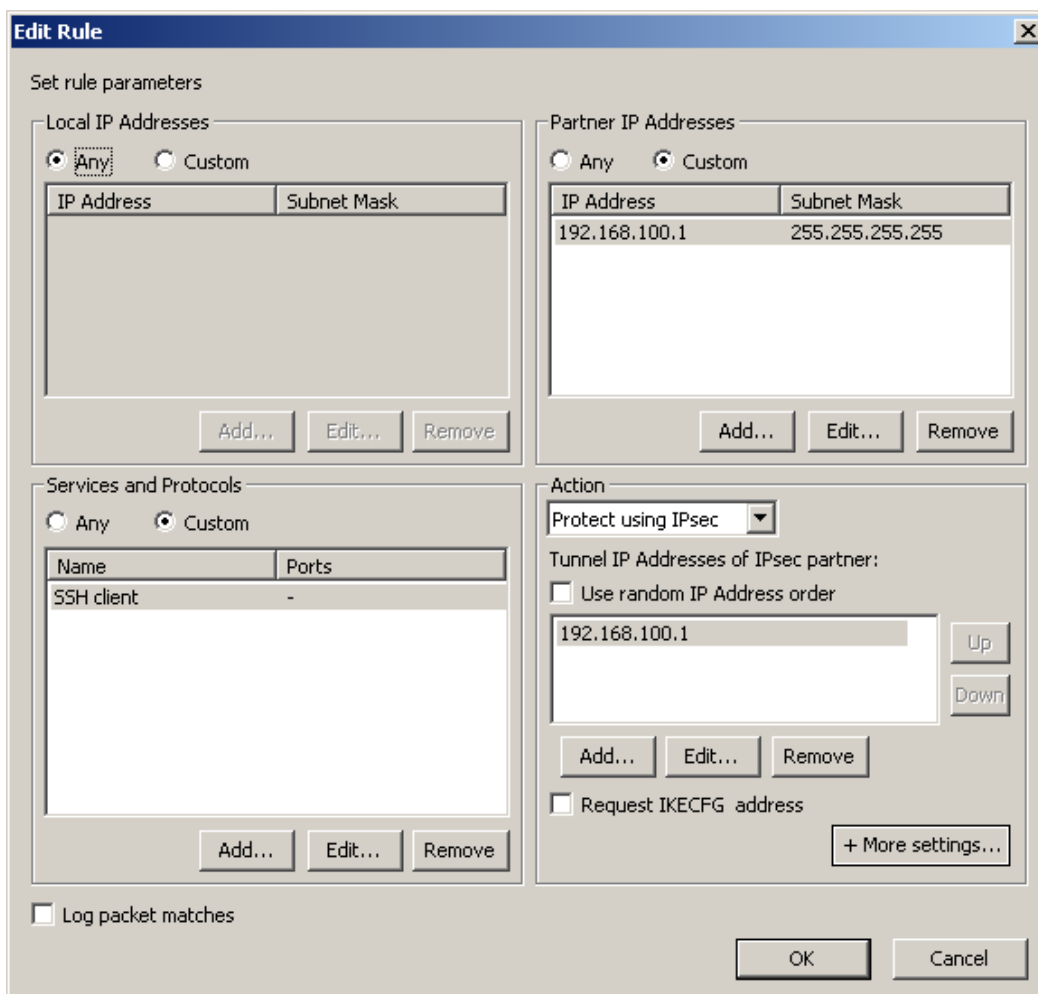 Edit Rule
Set rule parameters
Local IP Addresses
Any Custom
IP Address Subnet Mask
Add... Edit... Remove
Partner IP Addresses
Any Custom
IP Address Subnet Mask
192.168.100.1 255.255.255.255
Add... Edit... Remove
Services and Protocols
Any Custom
Name Ports
SSH client -
Add... Edit... Remove
Action
Protect using IPsec
Tunnel IP Addresses of IPsec partner:
Use random IP Address order
192.168.100.1
Up
Down
Add... Edit... Remove
Request IKECFG address
+ More settings...
Log packet matches
OK Cancel